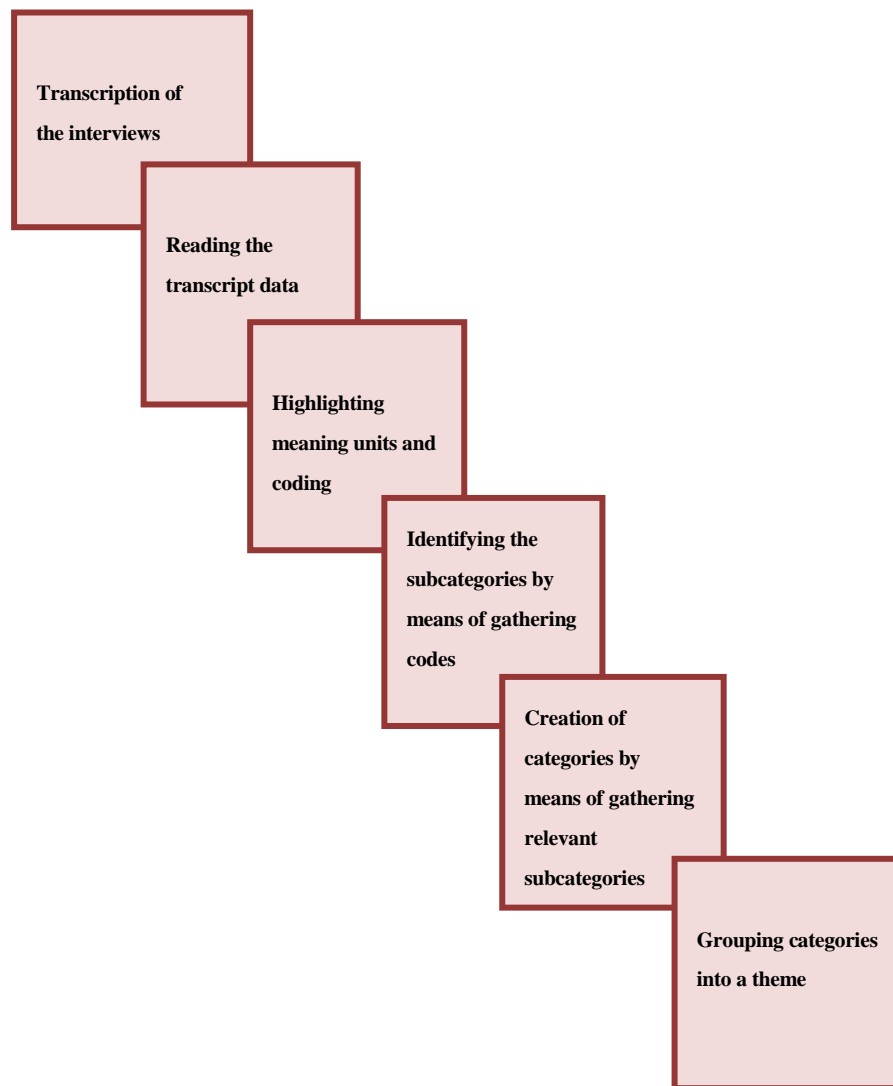 Transcription of
the interviews
Reading the
transcript data
Highlighting
meaning units and
coding
Identifying the
subcategories by
means of gathering
codes
Creation of
categories by
means of gathering
relevant
subcategories
Grouping categories
into a theme